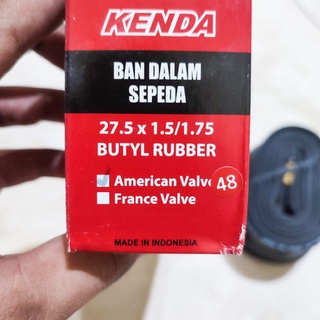 KENDA
BAN DALAM
SEPEDA
27.5 x 1.5/1.75
BUTYL RUBBER
American Valve 48
France Valve
MADE IN INDONESIA